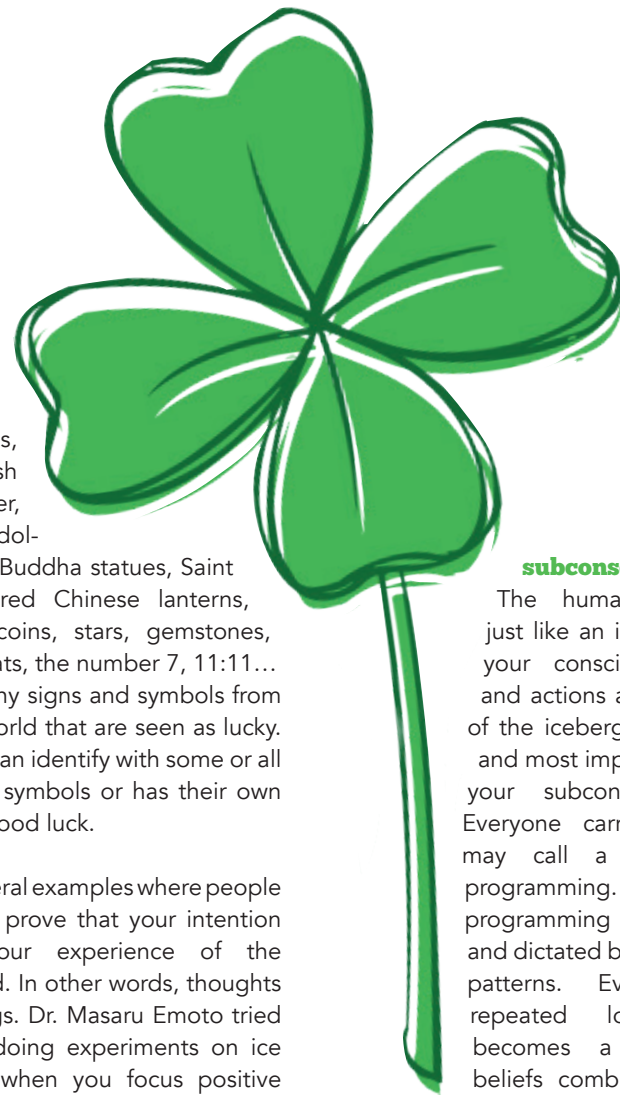 s,
sh
er,
dol-
Buddha statues, Saint
red Chinese lanterns,
coins, stars, gemstones,
ats, the number 7, 11:11…
ny signs and symbols from
orld that are seen as lucky.
an identify with some or all
symbols or has their own
ood luck.
eral examples where people
prove that your intention
our experience of the
d. In other words, thoughts
gs. Dr. Masaru Emoto tried
doing experiments on ice
when you focus positive
subcons
The huma
just like an i
your consci
and actions a
of the iceberg
and most imp
your subcon
Everyone carr
may call a
programming.
programming
and dictated b
patterns. Ev
repeated lo
becomes a
beliefs comb